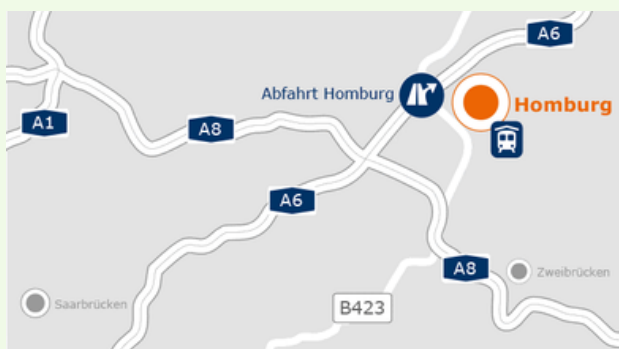 A6
Abfahrt Homburg
Homburg
A1
A8
A6
A8
Zweibrücken
Saarbrücken
B423